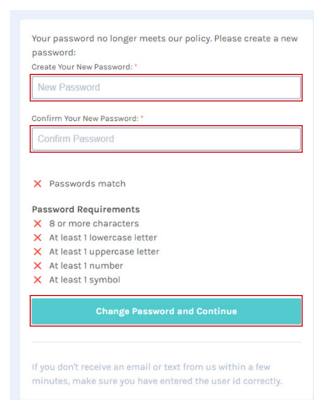 Your password no longer meets our policy. Please create a new
password:
Create Your New Password: *
New Password
Confirm Your New Password: *
Confirm Password
Passwords match
Password Requirements
8 or more characters
At least 1 lowercase letter
At least 1 uppercase letter
At least 1 number
At least 1 symbol
Change Password and Continue
If you don't receive an email or text from us within a few
minutes, make sure you have entered the user id correctly.